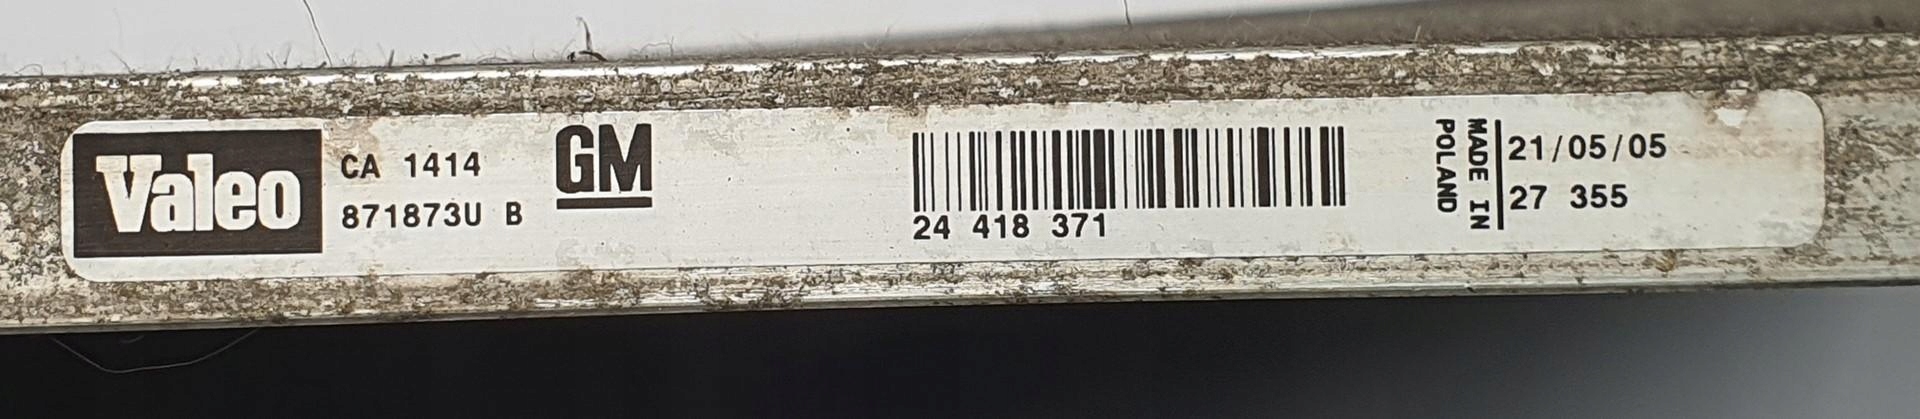 Valeo
CA 1414
871873U B
GM
24 418 371
MADE IN
POLAND
21/05/05
27 355